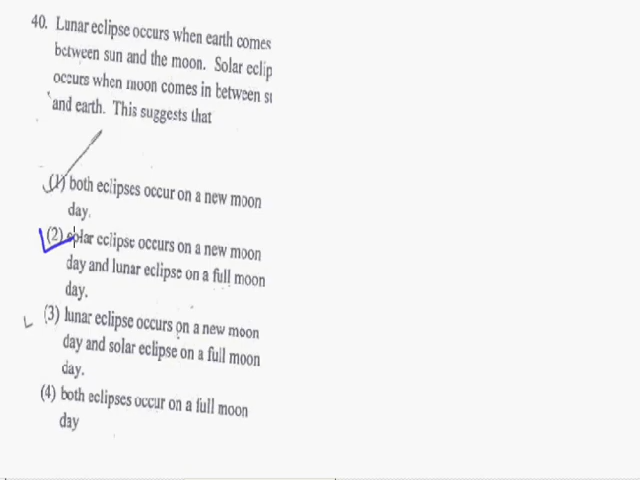 40. Lunar eclipse occurs when earth comes
between sun and the moon. Solar eclip
occurs when moon comes in between su
and earth. This suggests that
(1) both eclipses occur on a new moon
day.
(2) solar eclipse occurs on a new moon
day and lunar eclipse on a full moon
day.
(3) lunar eclipse occurs on a new moon
day and solar eclipse on a full moon
day.
(4) both eclipses occur on a full moon
day